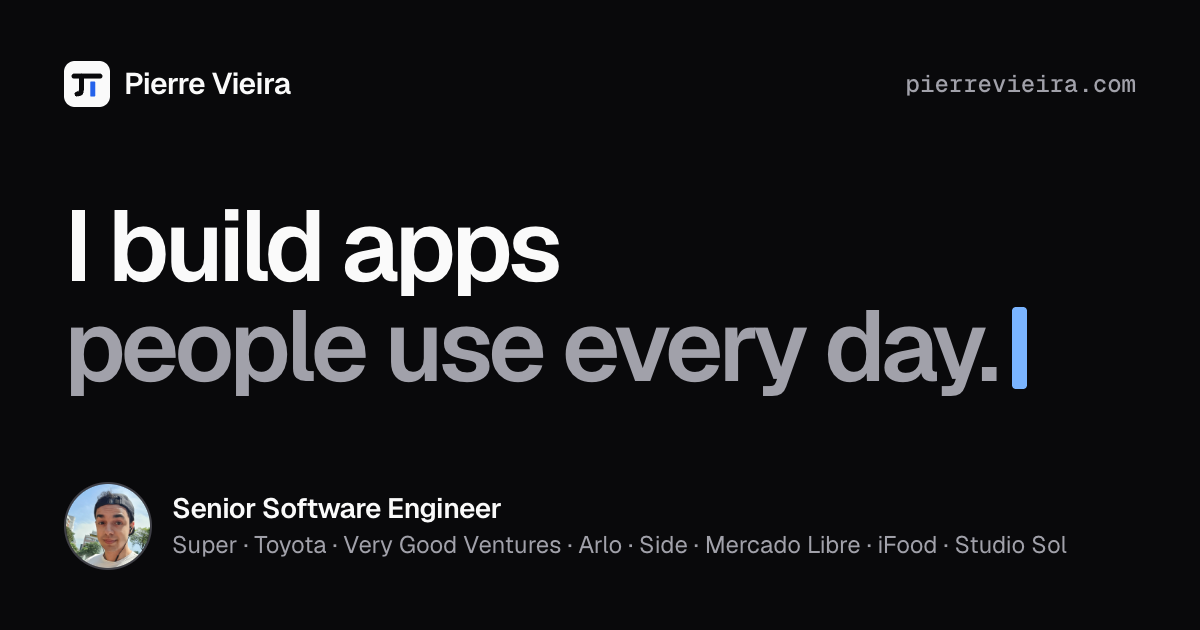 Pierre Vieira
pierrevieira.com
I build apps
people use every day.
Senior Software Engineer
Super · Toyota · Very Good Ventures · Arlo · Side · Mercado Libre · iFood · Studio Sol